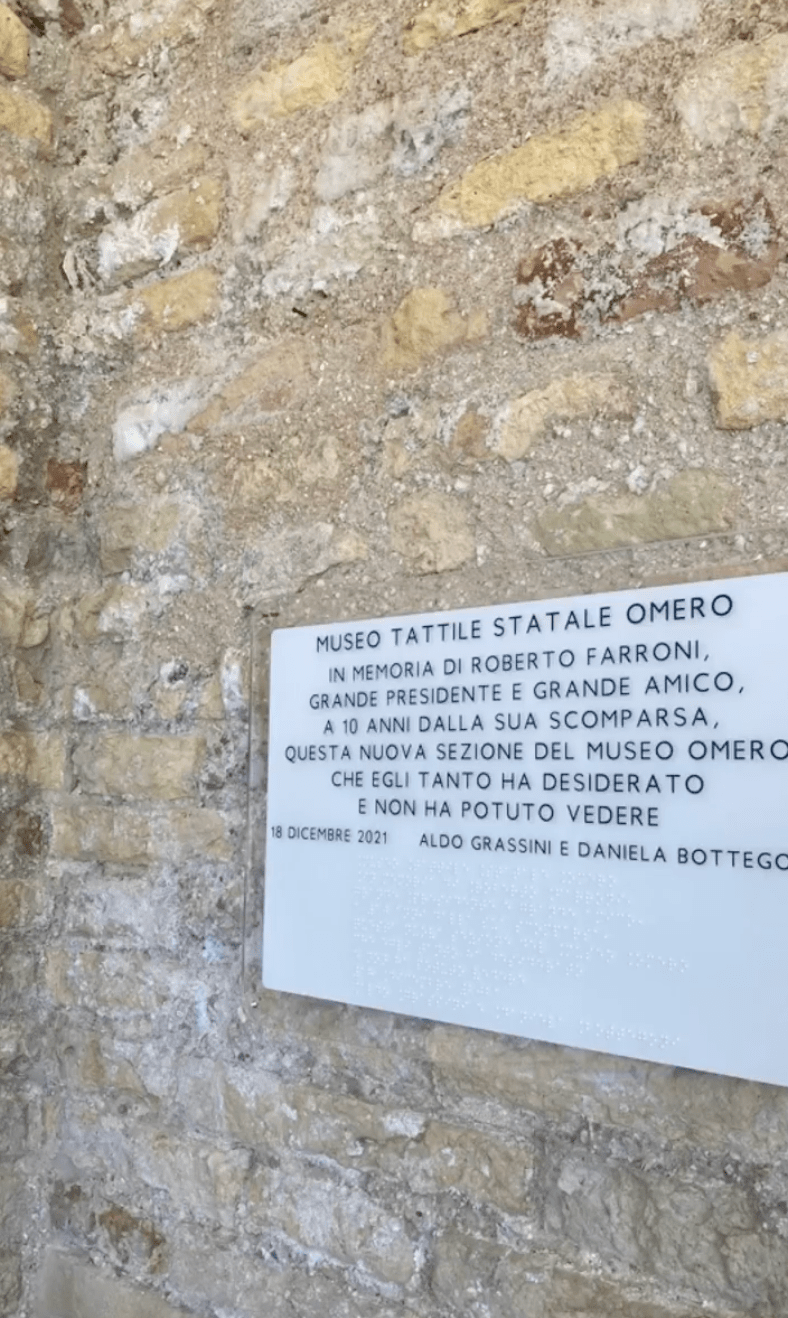 MUSEO TATTILE STATALE OMERO
IN MEMORIA DI ROBERTO FARRONI,
GRANDE PRESIDENTE E GRANDE AMICO,
A 10 ANNI DALLA SUA SCOMPARSA,
QUESTA NUOVA SEZIONE DEL MUSEO OMERO
CHE EGLI TANTO HA DESIDERATO
E NON HA POTUTO VEDERE
18 DICEMBRE 2021 ALDO GRASSINI E DANIELA BOTTEGO